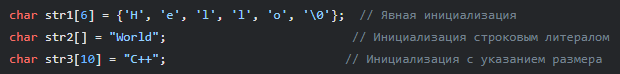 char str1[6] = {'H', 'e', 'l', 'l', 'o', '\0'};  // Явная инициализация
char str2[] = "World";                          // Инициализация строковым литералом
char str3[10] = "C++";                         // Инициализация с указанием размера